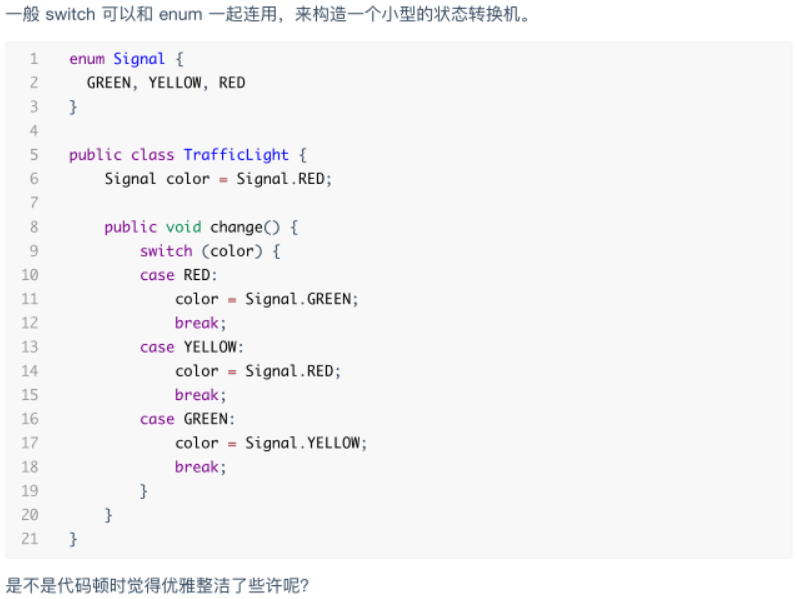 一般 switch 可以和 enum 一起连用，来构造一个小型的状态转换机。
1 enum Signal {
2   GREEN, YELLOW, RED
3 }
4
5 public class TrafficLight {
6     Signal color = Signal.RED;
7
8     public void change() {
9         switch (color) {
10         case RED:
11             color = Signal.GREEN;
12             break;
13         case YELLOW:
14             color = Signal.RED;
15             break;
16         case GREEN:
17             color = Signal.YELLOW;
18             break;
19         }
20     }
21 }
是不是代码顿时觉得优雅整洁了些许呢?